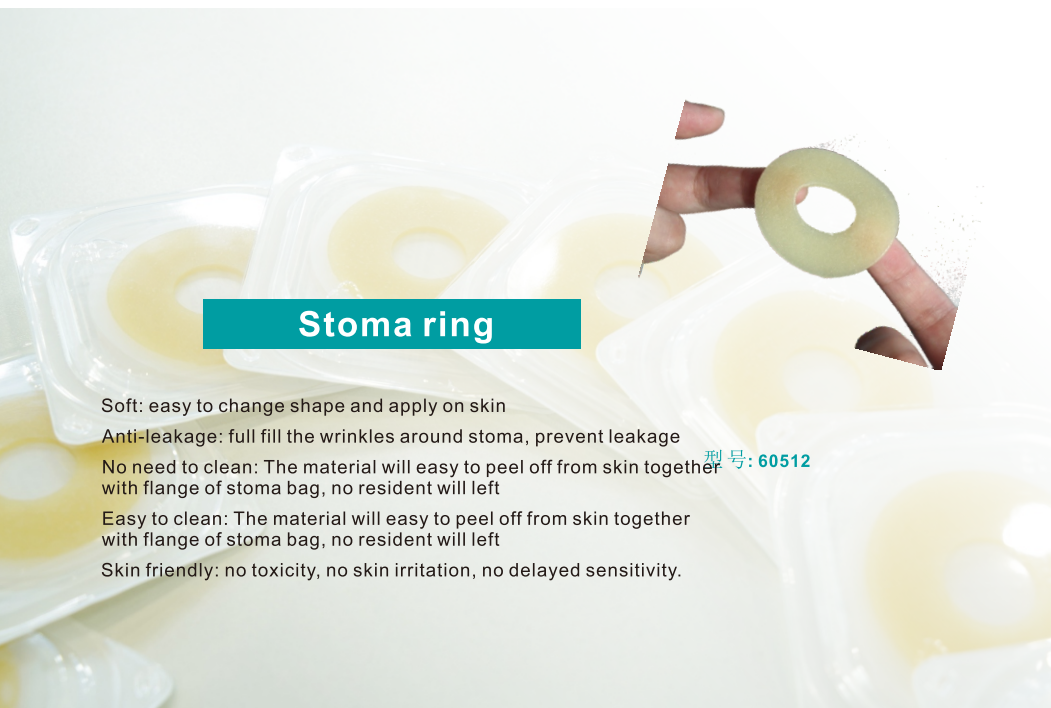 Stoma ring
Soft: easy to change shape and apply on skin
Anti-leakage: full fill the wrinkles around stoma, prevent leakage
No need to clean: The material will easy to peel off from skin together
with flange of stoma bag, no resident will left
型号: 60512
Easy to clean: The material will easy to peel off from skin together
with flange of stoma bag, no resident will left
Skin friendly: no toxicity, no skin irritation, no delayed sensitivity.